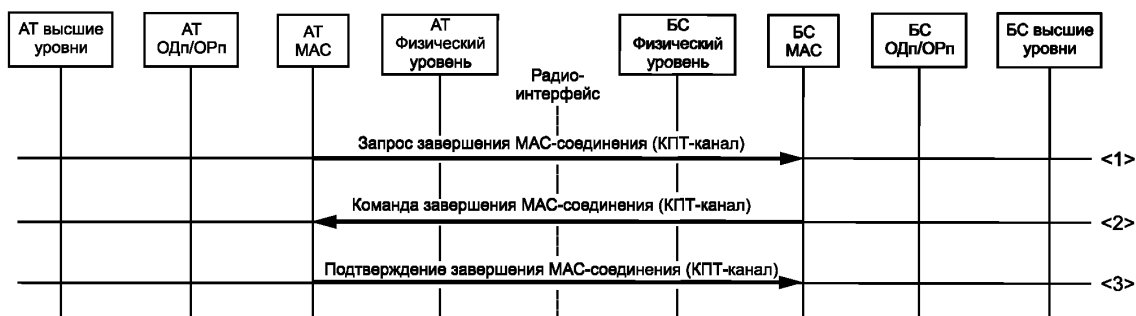 АТ высшие
уровни
АТ
ОДп/ОРп
АТ
МАС
АТ
Физический
уровень
Радио-
интерфейс
БС
Физический
уровень
БС
МАС
БС
ОДп/ОРп
БС высшие
уровни
Запрос завершения МАС-соединения (КПТ-канал)
<1>
Команда завершения МАС-соединения (КПТ-канал)
<2>
Подтверждение завершения МАС-соединения (КПТ-канал)
<3>